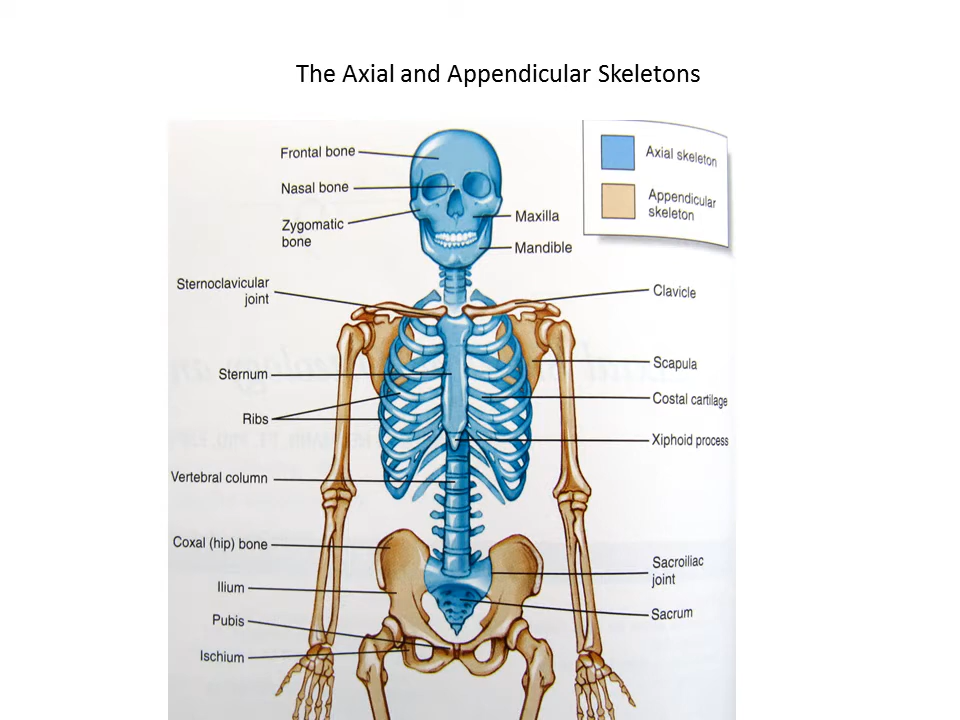 The Axial and Appendicular Skeletons
Frontal bone
Nasal bone
Zygomatic
bone
Maxilla
Mandible
Axial skeleton
Appendicular
skeleton
Sternoclavicular
joint
Clavicle
Sternum
Scapula
Ribs
Costal cartilage
Xiphoid process
Vertebral column
Coxal (hip) bone
Ilium
Pubis
Ischium
Sacroiliac
joint
Sacrum